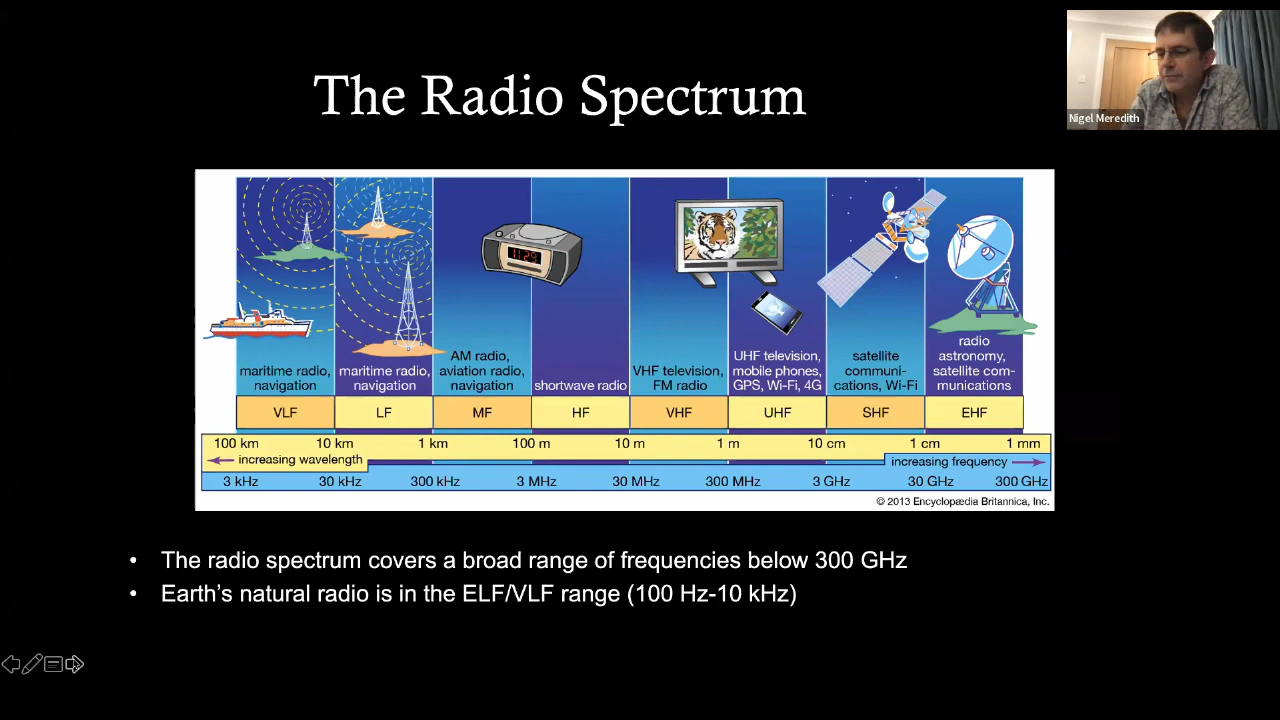 The Radio Spectrum
Nigel Meredith
11:29
maritime radio,
navigation
maritime radio,
navigation
AM radio,
aviation radio,
navigation
shortwave radio
VHF television,
FM radio
UHF television,
mobile phones,
GPS, Wi-Fi, 4G
satellite
communi-
cations, Wi-Fi
radio
astronomy,
satellite com-
munications
VLF LF MF HF VHF UHF SHF EHF
100 km 10 km 1 km 100 m 10 m 1 m 10 cm 1 cm 1 mm
increasing wavelength increasing frequency
3 kHz 30 kHz 300 kHz 3 MHz 30 MHz 300 MHz 3 GHz 30 GHz 300 GHz
© 2013 Encyclopædia Britannica, Inc.
• The radio spectrum covers a broad range of frequencies below 300 GHz
• Earth’s natural radio is in the ELF/VLF range (100 Hz-10 kHz)